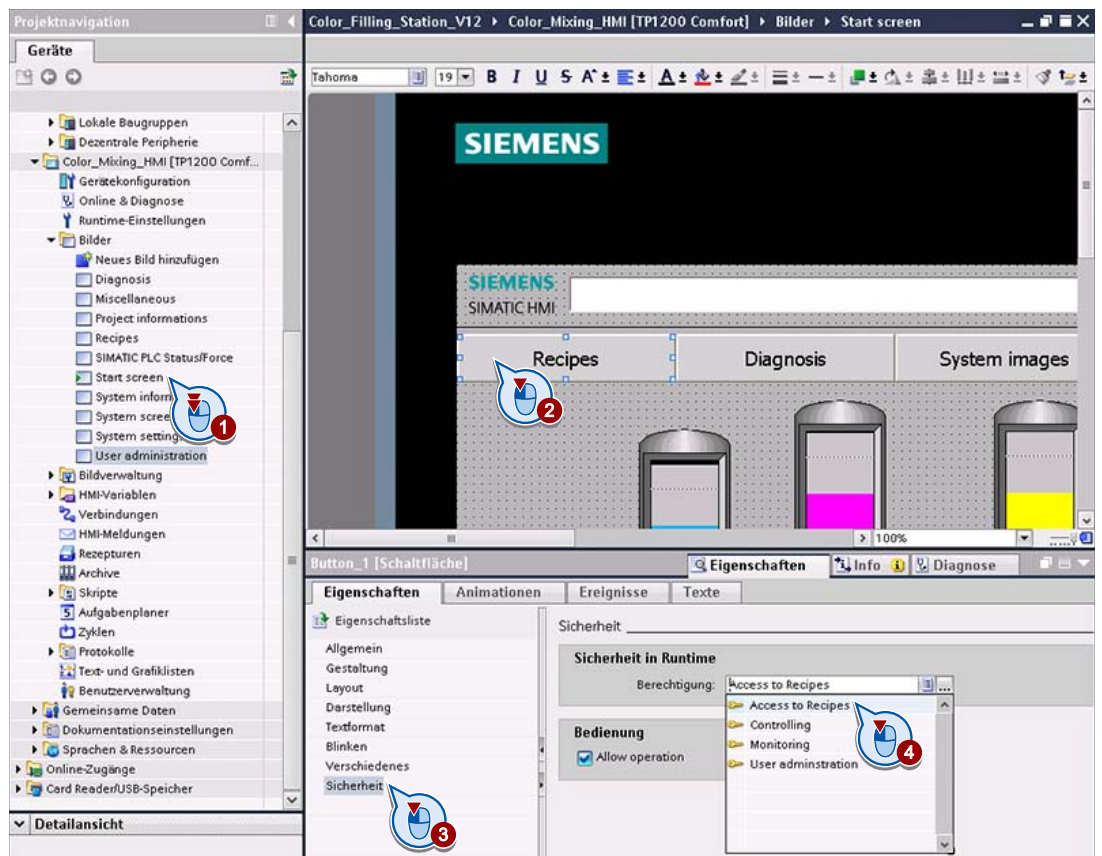 Projektnavigation
Geräte
Lokale Baugruppen
Dezentrale Peripherie
Color_Mixing_HMI [TP1200 Comf...
Gerätekonfiguration
Online & Diagnose
Runtime-Einstellungen
Bilder
Neues Bild hinzufügen
Diagnosis
Miscellaneous
Project informations
Recipes
SIMATIC PLC Status/Force
Start screen
System inform
System scree
System setting
User administration
1
Bildverwaltung
HMI-Variablen
Verbindungen
HMI-Meldungen
Rezepturen
Archive
Skripte
Aufgabenplaner
Zyklen
Protokolle
Text- und Grafiklisten
Benutzerverwaltung
Gemeinsame Daten
Dokumentationseinstellungen
Sprachen & Ressourcen
Online-Zugänge
Card Reader/USB-Speicher
Detailansicht
Color_Filling_Station_V12 Color_Mixing_HMI [TP1200 Comfort] Bilder Start screen
Tahoma 19 B I U S A A
SIEMENS
SIEMENS
SIMATIC HMI
Recipes Diagnosis System images
2
100%
Button_1 [Schaltfläche]
Eigenschaften Info Diagnose
Eigenschaften Animationen Ereignisse Texte
Eigenschaftsliste
Allgemein
Gestaltung
Layout
Darstellung
Textformat
Blinken
Verschiedenes
Sicherheit
3
Sicherheit
Sicherheit in Runtime
Berechtigung: Access to Recipes ...
Access to Recipes
Controlling
Monitoring
User adminstration
4
Bedienung
Allow operation